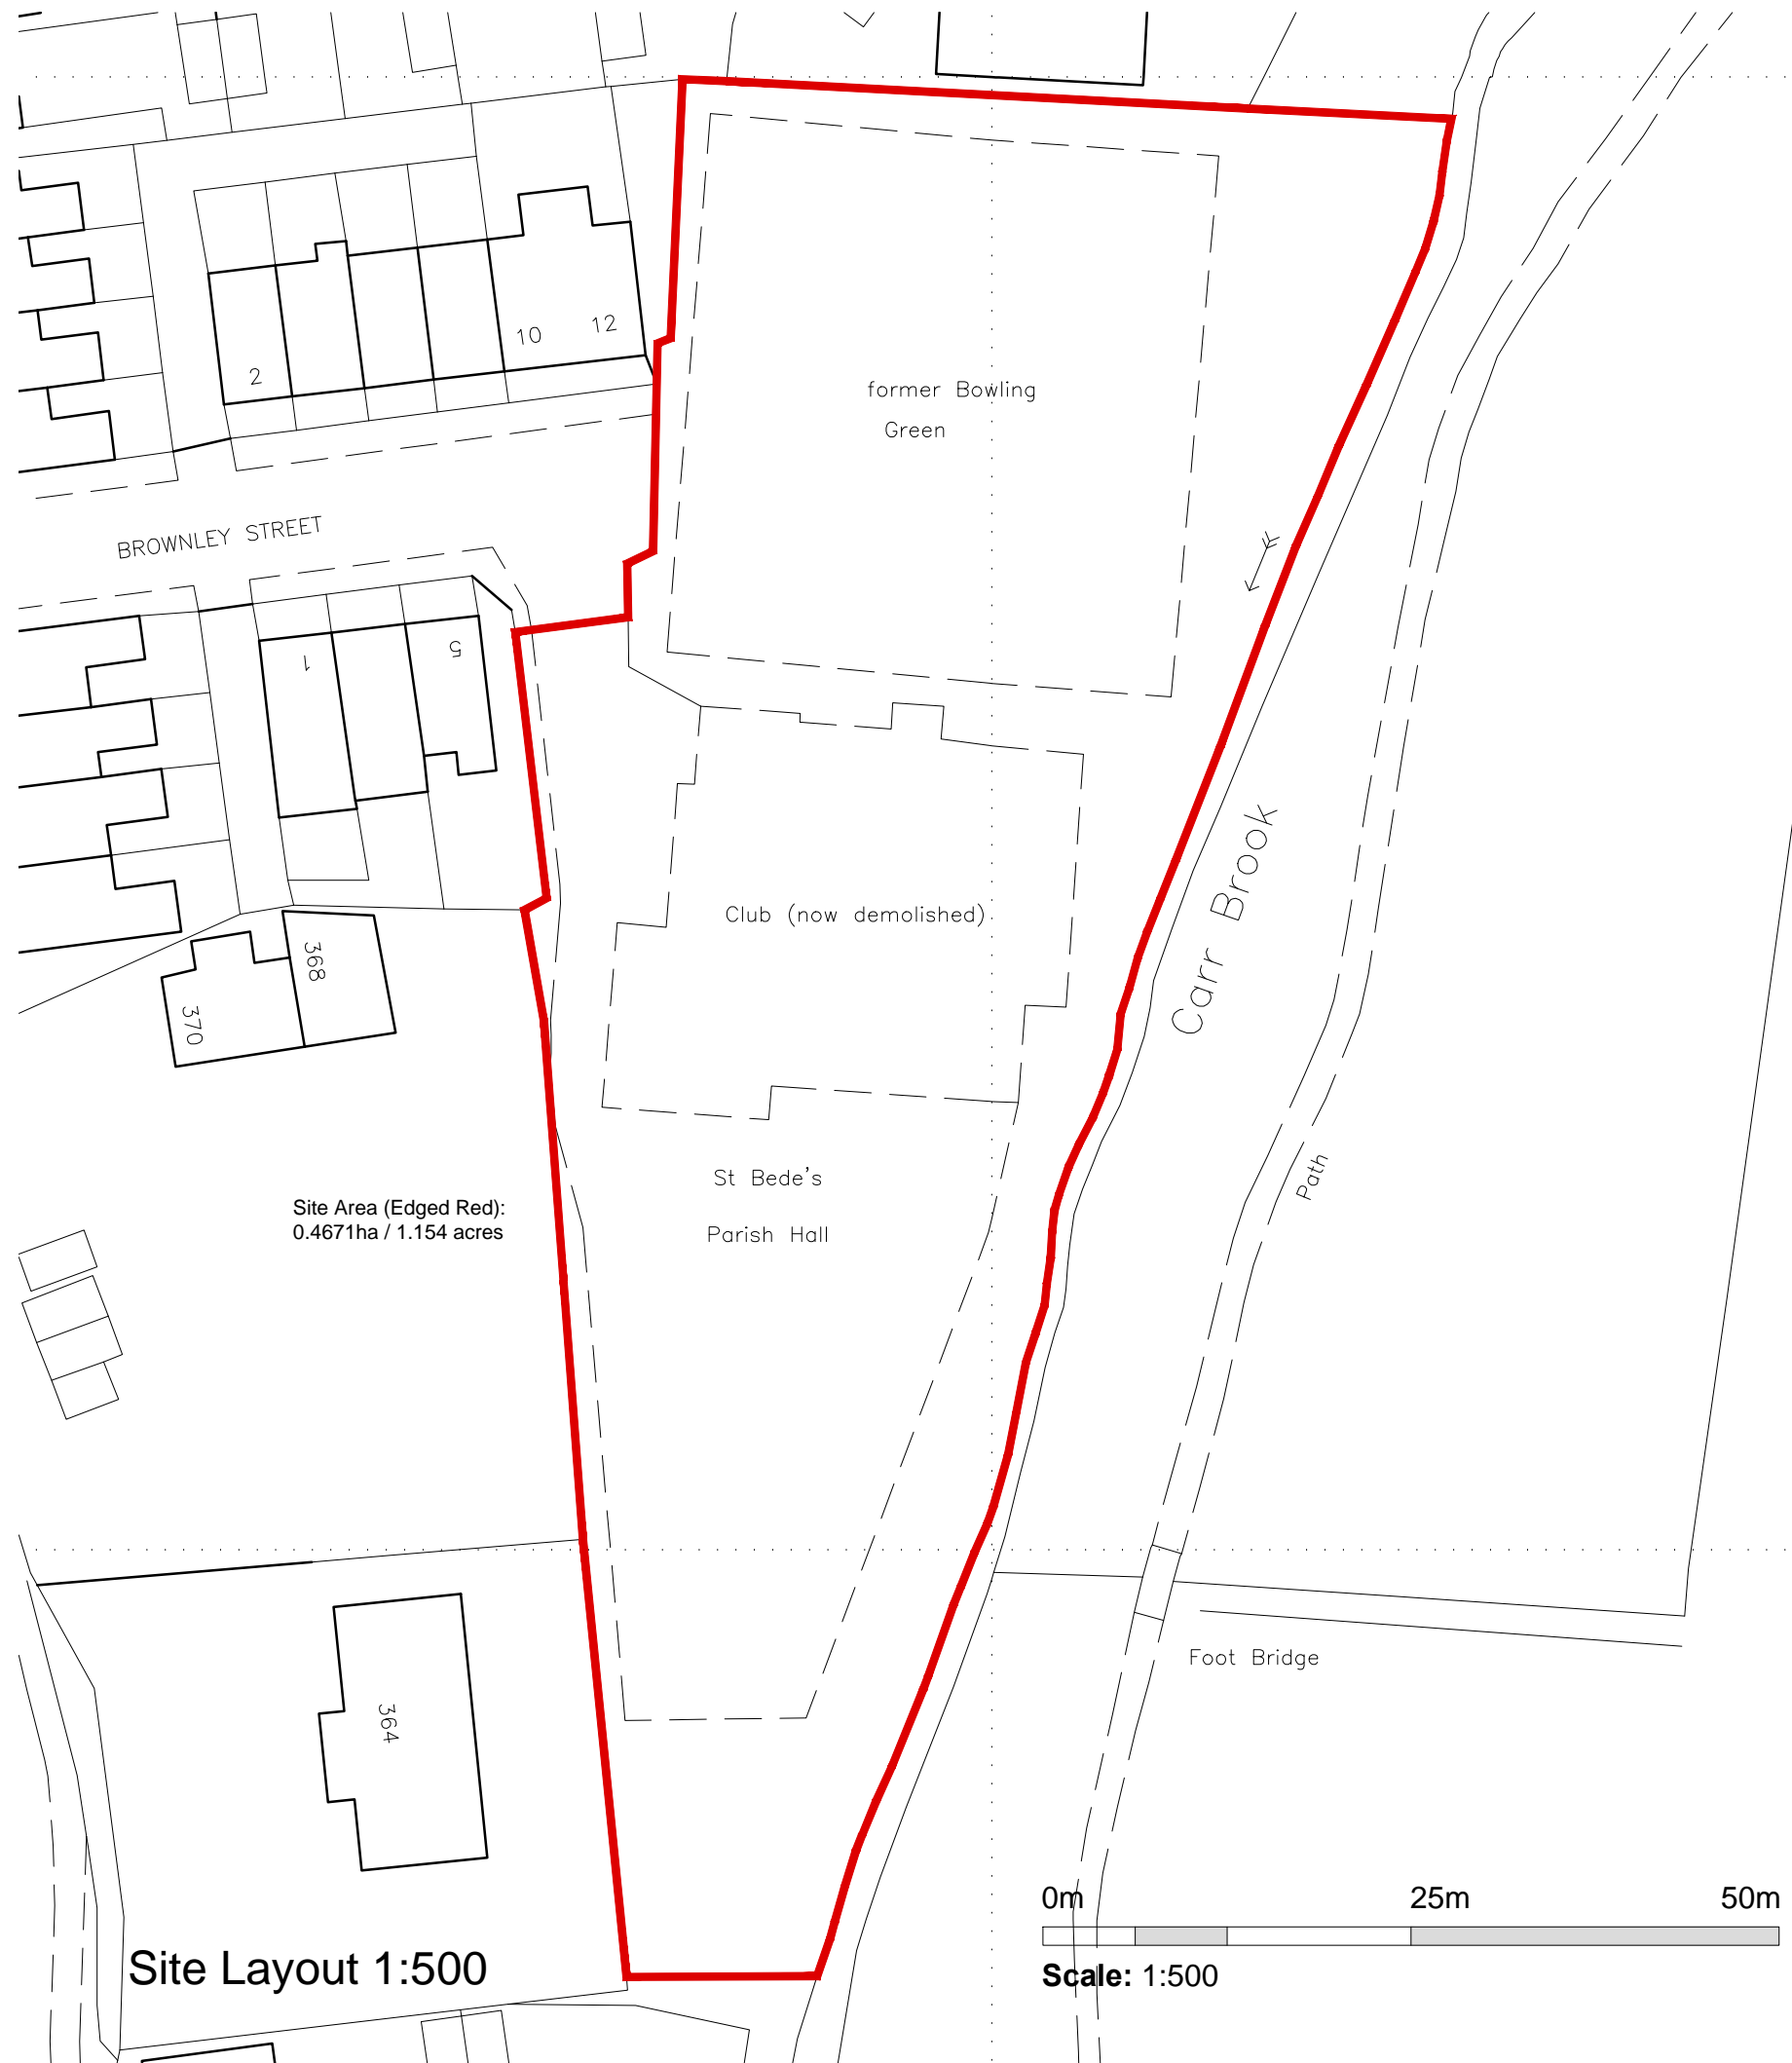 10
12
2
former Bowling
Green
BROWNLEY STREET
1
5
Carr Brook
Club (now demolished)
368
370
St Bede's
Path
Site Area (Edged Red):
0.4671ha / 1.154 acres
Parish Hall
Foot Bridge
364
0m 25m 50m
Site Layout 1:500
Scale: 1:500